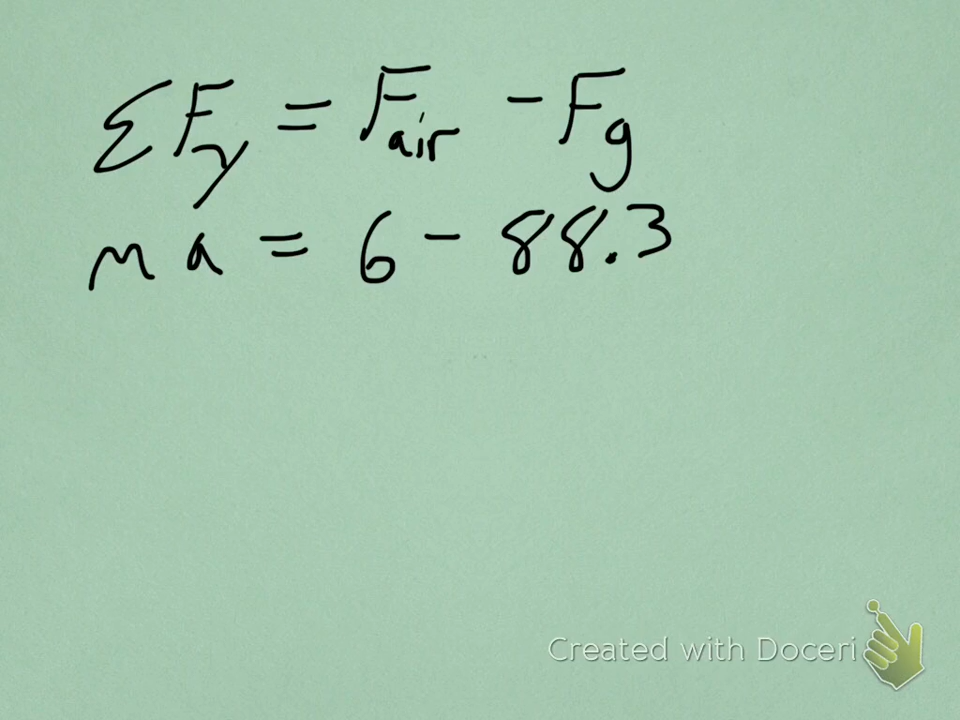 ΣFy = Fair - Fg
ma = 6 - 88.3
Created with Doceri